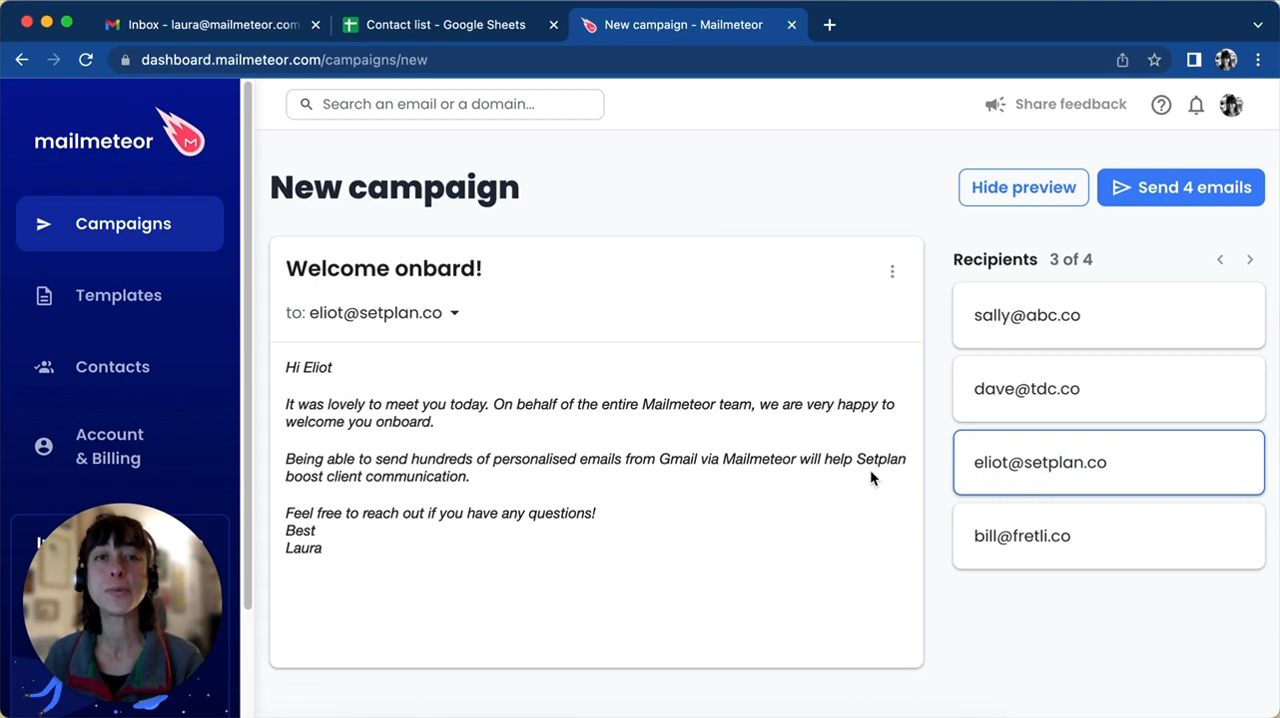 Inbox - laura@mailmeteor.com
Contact list - Google Sheets
New campaign - Mailmeteor
dashboard.mailmeteor.com/campaigns/new
mailmeteor
Search an email or a domain...
Share feedback
Campaigns
Templates
Contacts
Account
& Billing
New campaign
Hide preview
Send 4 emails
Welcome onbard!
to: eliot@setplan.co
Hi Eliot
It was lovely to meet you today. On behalf of the entire Mailmeteor team, we are very happy to
welcome you onboard.
Being able to send hundreds of personalised emails from Gmail via Mailmeteor will help Setplan
boost client communication.
Feel free to reach out if you have any questions!
Best
Laura
Recipients 3 of 4
sally@abc.co
dave@tdc.co
eliot@setplan.co
bill@fretli.co